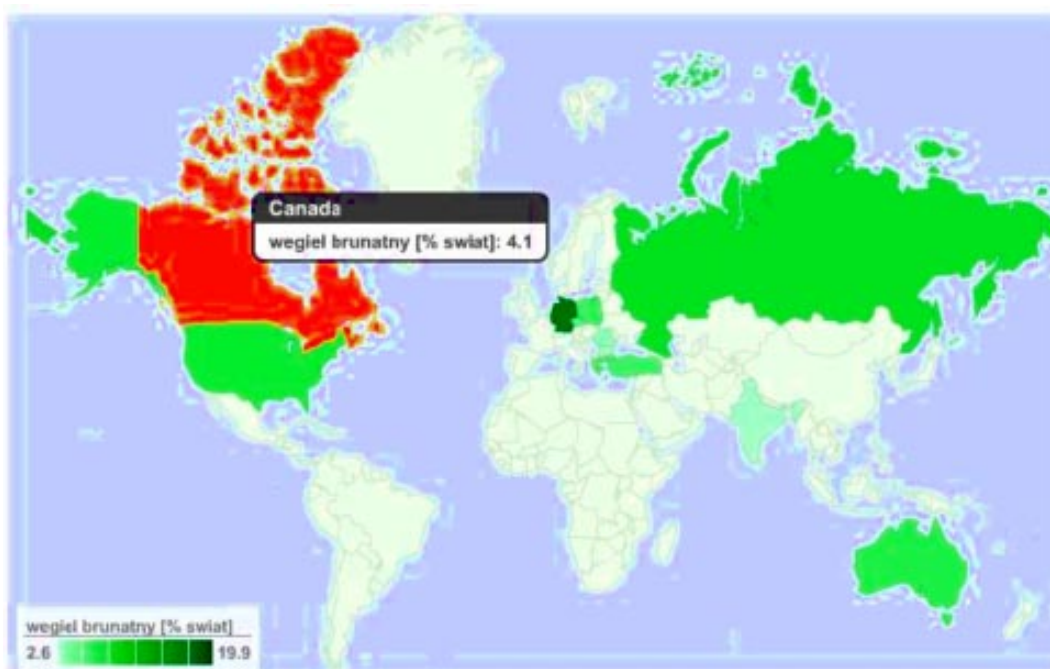 Canada
wegiel brunatny [% swiat]: 4.1
wegiel brunatny [% swiat]
2.6 19.9